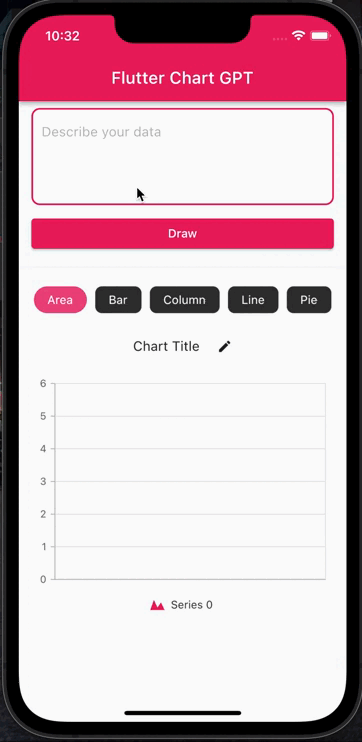 10:32
Flutter Chart GPT
Describe your data
Draw
Area Bar Column Line Pie
Chart Title
6
5
4
3
2
1
0
Series 0